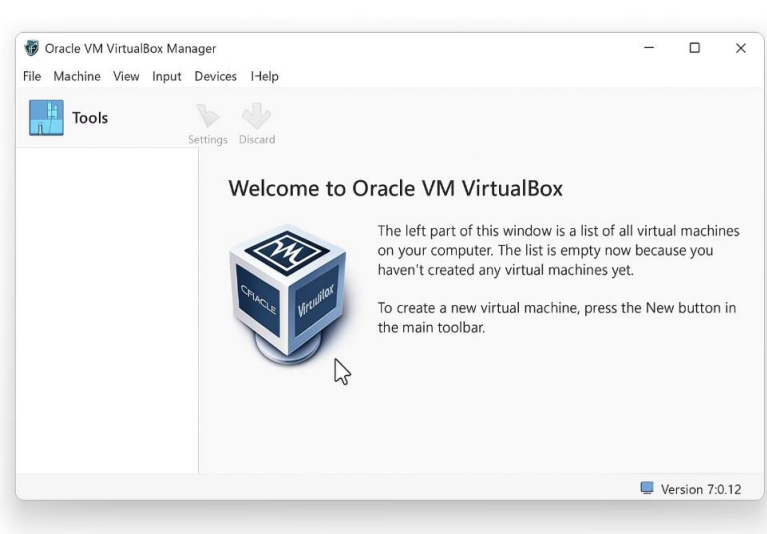 Oracle VM VirtualBox Manager
File Machine View Input Devices Help
Tools
Settings Discard
Welcome to Oracle VM VirtualBox
The left part of this window is a list of all virtual machines
on your computer. The list is empty now because you
haven't created any virtual machines yet.
To create a new virtual machine, press the New button in
the main toolbar.
CFIACLE
Virtuilox
Version 7:0.12